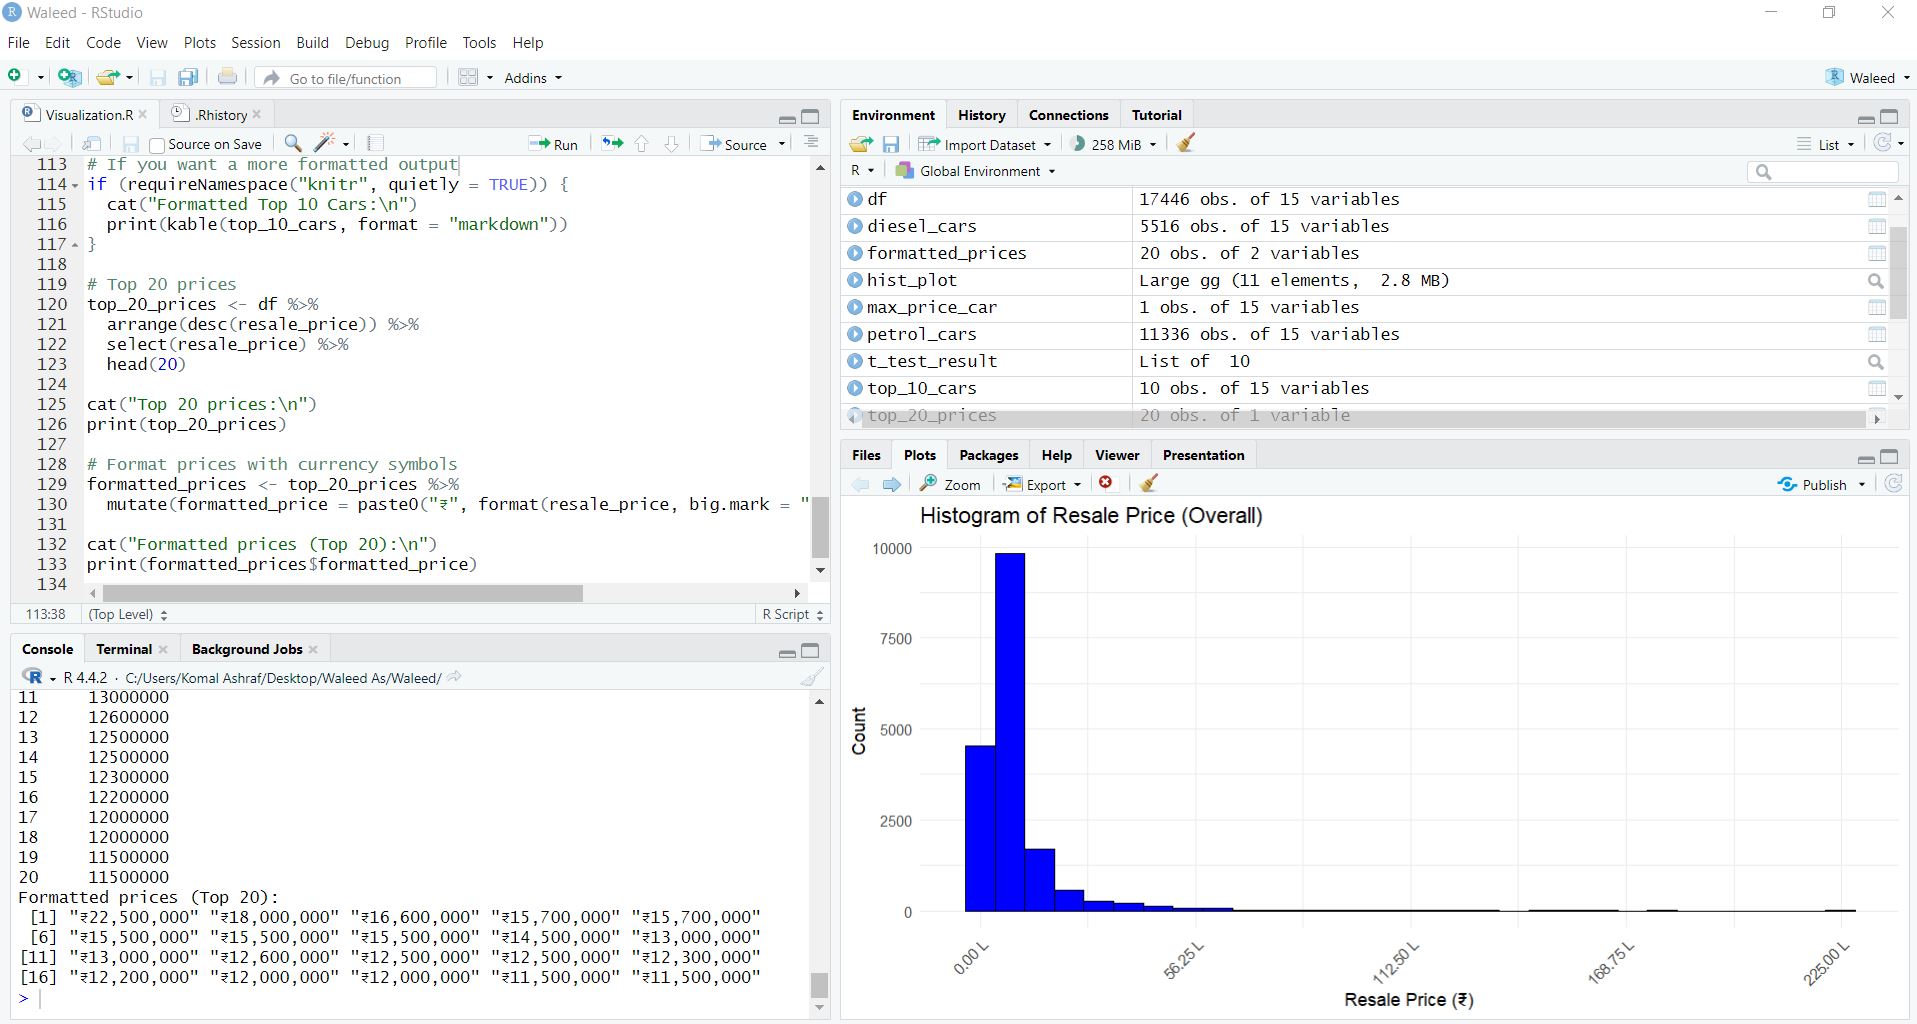 Waleed - RStudio
File Edit Code View Plots Session Build Debug Profile Tools Help
Go to file/function Addins Waleed
Visualization.R .Rhistory
Source on Save Run Source
113 # If you want a more formatted output
114 if (requireNamespace("knitr", quietly = TRUE)) {
115 cat("Formatted Top 10 Cars:\n")
116 print(kable(top_10_cars, format = "markdown"))
117 }
118
119 # Top 20 prices
120 top_20_prices <- df %>%
121 arrange(desc(resale_price)) %>%
122 select(resale_price) %>%
123 head(20)
124
125 cat("Top 20 prices:\n")
126 print(top_20_prices)
127
128 # Format prices with currency symbols
129 formatted_prices <- top_20_prices %>%
130 mutate(formatted_price = paste0("₹", format(resale_price, big.mark = "
131
132 cat("Formatted prices (Top 20):\n")
133 print(formatted_prices$formatted_price)
134
113:38 (Top Level) R Script
Console Terminal Background Jobs
R 4.4.2 · C:/Users/Komal Ashraf/Desktop/Waleed As/Waleed/
11 13000000
12 12600000
13 12500000
14 12500000
15 12300000
16 12200000
17 12000000
18 12000000
19 11500000
20 11500000
Formatted prices (Top 20):
[1] "₹22,500,000" "₹18,000,000" "₹16,600,000" "₹15,700,000" "₹15,700,000"
[6] "₹15,500,000" "₹15,500,000" "₹15,500,000" "₹14,500,000" "₹13,000,000"
[11] "₹13,000,000" "₹12,600,000" "₹12,500,000" "₹12,500,000" "₹12,300,000"
[16] "₹12,200,000" "₹12,000,000" "₹12,000,000" "₹11,500,000" "₹11,500,000"
>
Environment History Connections Tutorial
Import Dataset 258 MiB List
R Global Environment
df 17446 obs. of 15 variables
diesel_cars 5516 obs. of 15 variables
formatted_prices 20 obs. of 2 variables
hist_plot Large gg (11 elements, 2.8 MB)
max_price_car 1 obs. of 15 variables
petrol_cars 11336 obs. of 15 variables
t_test_result List of 10
top_10_cars 10 obs. of 15 variables
top_20_prices 20 obs. of 1 variable
Files Plots Packages Help Viewer Presentation
Zoom Export Publish
Histogram of Resale Price (Overall)
10000
7500
5000
2500
0
Count
0.00 L 56.25 L 112.50 L 168.75 L 225.00 L
Resale Price (₹)